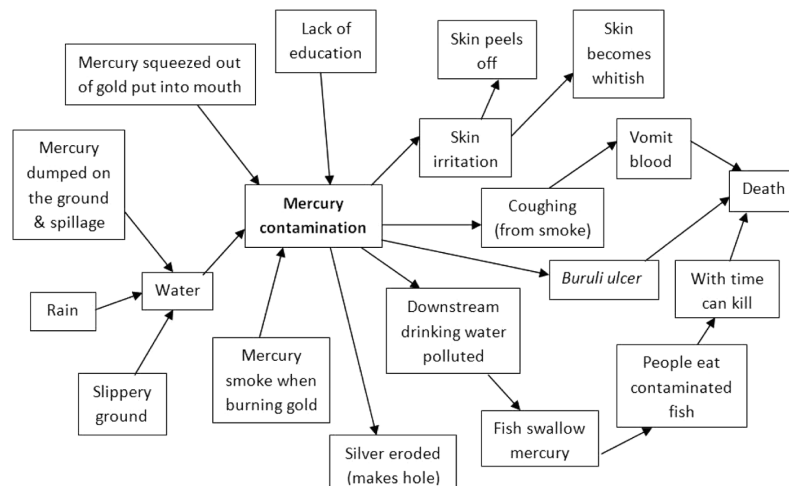 Lack of
education
Skin peels
off
Skin
becomes
whitish
Mercury squeezed out
of gold put into mouth
Mercury
dumped on
the ground
& spillage
Skin
irritation
Vomit
blood
Mercury
contamination
Coughing
(from smoke)
Death
Rain
Water
Buruli ulcer
With time
can kill
Downstream
drinking water
polluted
Slippery
ground
Mercury
smoke when
burning gold
People eat
contaminated
fish
Fish swallow
mercury
Silver eroded
(makes hole)